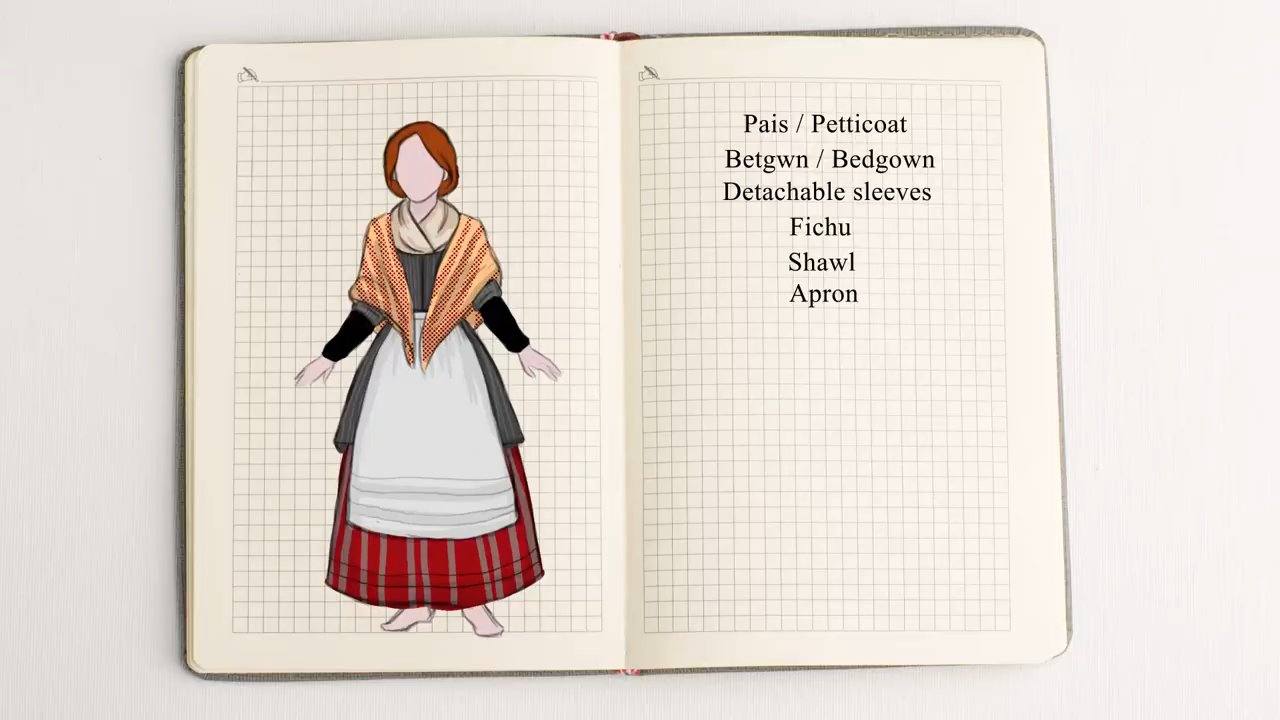 Pais / Petticoat
Betgwn / Bedgown
Detachable sleeves
Fichu
Shawl
Apron